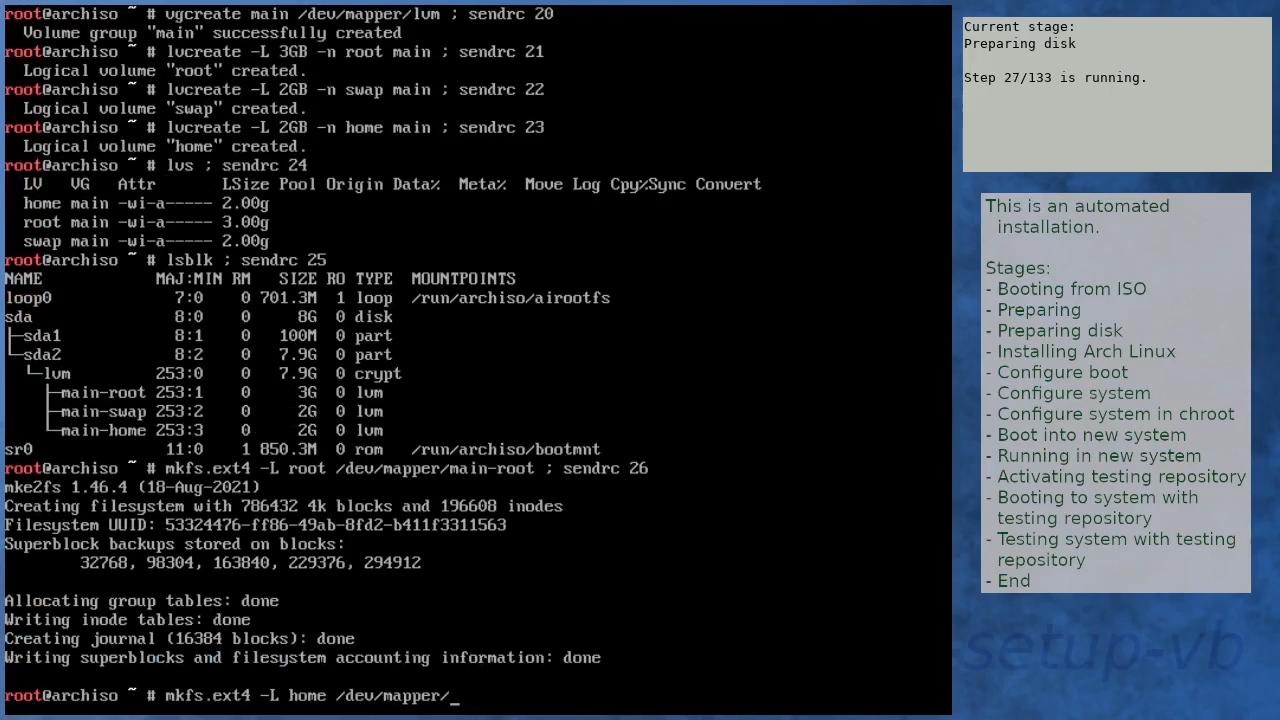 root@archiso ~ # vgcreate main /dev/mapper/lvm ; sendrc 20
  Volume group "main" successfully created
root@archiso ~ # lvcreate -L 3GB -n root main ; sendrc 21
  Logical volume "root" created.
root@archiso ~ # lvcreate -L 2GB -n swap main ; sendrc 22
  Logical volume "swap" created.
root@archiso ~ # lvcreate -L 2GB -n home main ; sendrc 23
  Logical volume "home" created.
root@archiso ~ # lvs ; sendrc 24
  LV   VG   Attr       LSize Pool Origin Data%  Meta%  Move Log Cpy%Sync Convert
  home main -wi-a----- 2.00g
  root main -wi-a----- 3.00g
  swap main -wi-a----- 2.00g
root@archiso ~ # lsblk ; sendrc 25
NAME            MAJ:MIN RM   SIZE RO TYPE  MOUNTPOINTS
loop0             7:0    0 701.3M  1 loop  /run/archiso/airootfs
sda               8:0    0     8G  0 disk
├─sda1            8:1    0   100M  0 part
└─sda2            8:2    0   7.9G  0 part
  └─lvm         253:0    0   7.9G  0 crypt
    ├─main-root 253:1    0     3G  0 lvm
    ├─main-swap 253:2    0     2G  0 lvm
    └─main-home 253:3    0     2G  0 lvm
sr0              11:0    1 850.3M  0 rom   /run/archiso/bootmnt
root@archiso ~ # mkfs.ext4 -L root /dev/mapper/main-root ; sendrc 26
mke2fs 1.46.4 (18-Aug-2021)
Creating filesystem with 786432 4k blocks and 196608 inodes
Filesystem UUID: 53324476-ff86-49ab-8fd2-b411f3311563
Superblock backups stored on blocks:
        32768, 98304, 163840, 229376, 294912
Allocating group tables: done
Writing inode tables: done
Creating journal (16384 blocks): done
Writing superblocks and filesystem accounting information: done
root@archiso ~ # mkfs.ext4 -L home /dev/mapper/_
Current stage:
Preparing disk
Step 27/133 is running.
This is an automated
installation.
Stages:
- Booting from ISO
- Preparing
- Preparing disk
- Installing Arch Linux
- Configure boot
- Configure system
- Configure system in chroot
- Boot into new system
- Running in new system
- Activating testing repository
- Booting to system with
testing repository
- Testing system with testing
repository
- End
-setup-vb